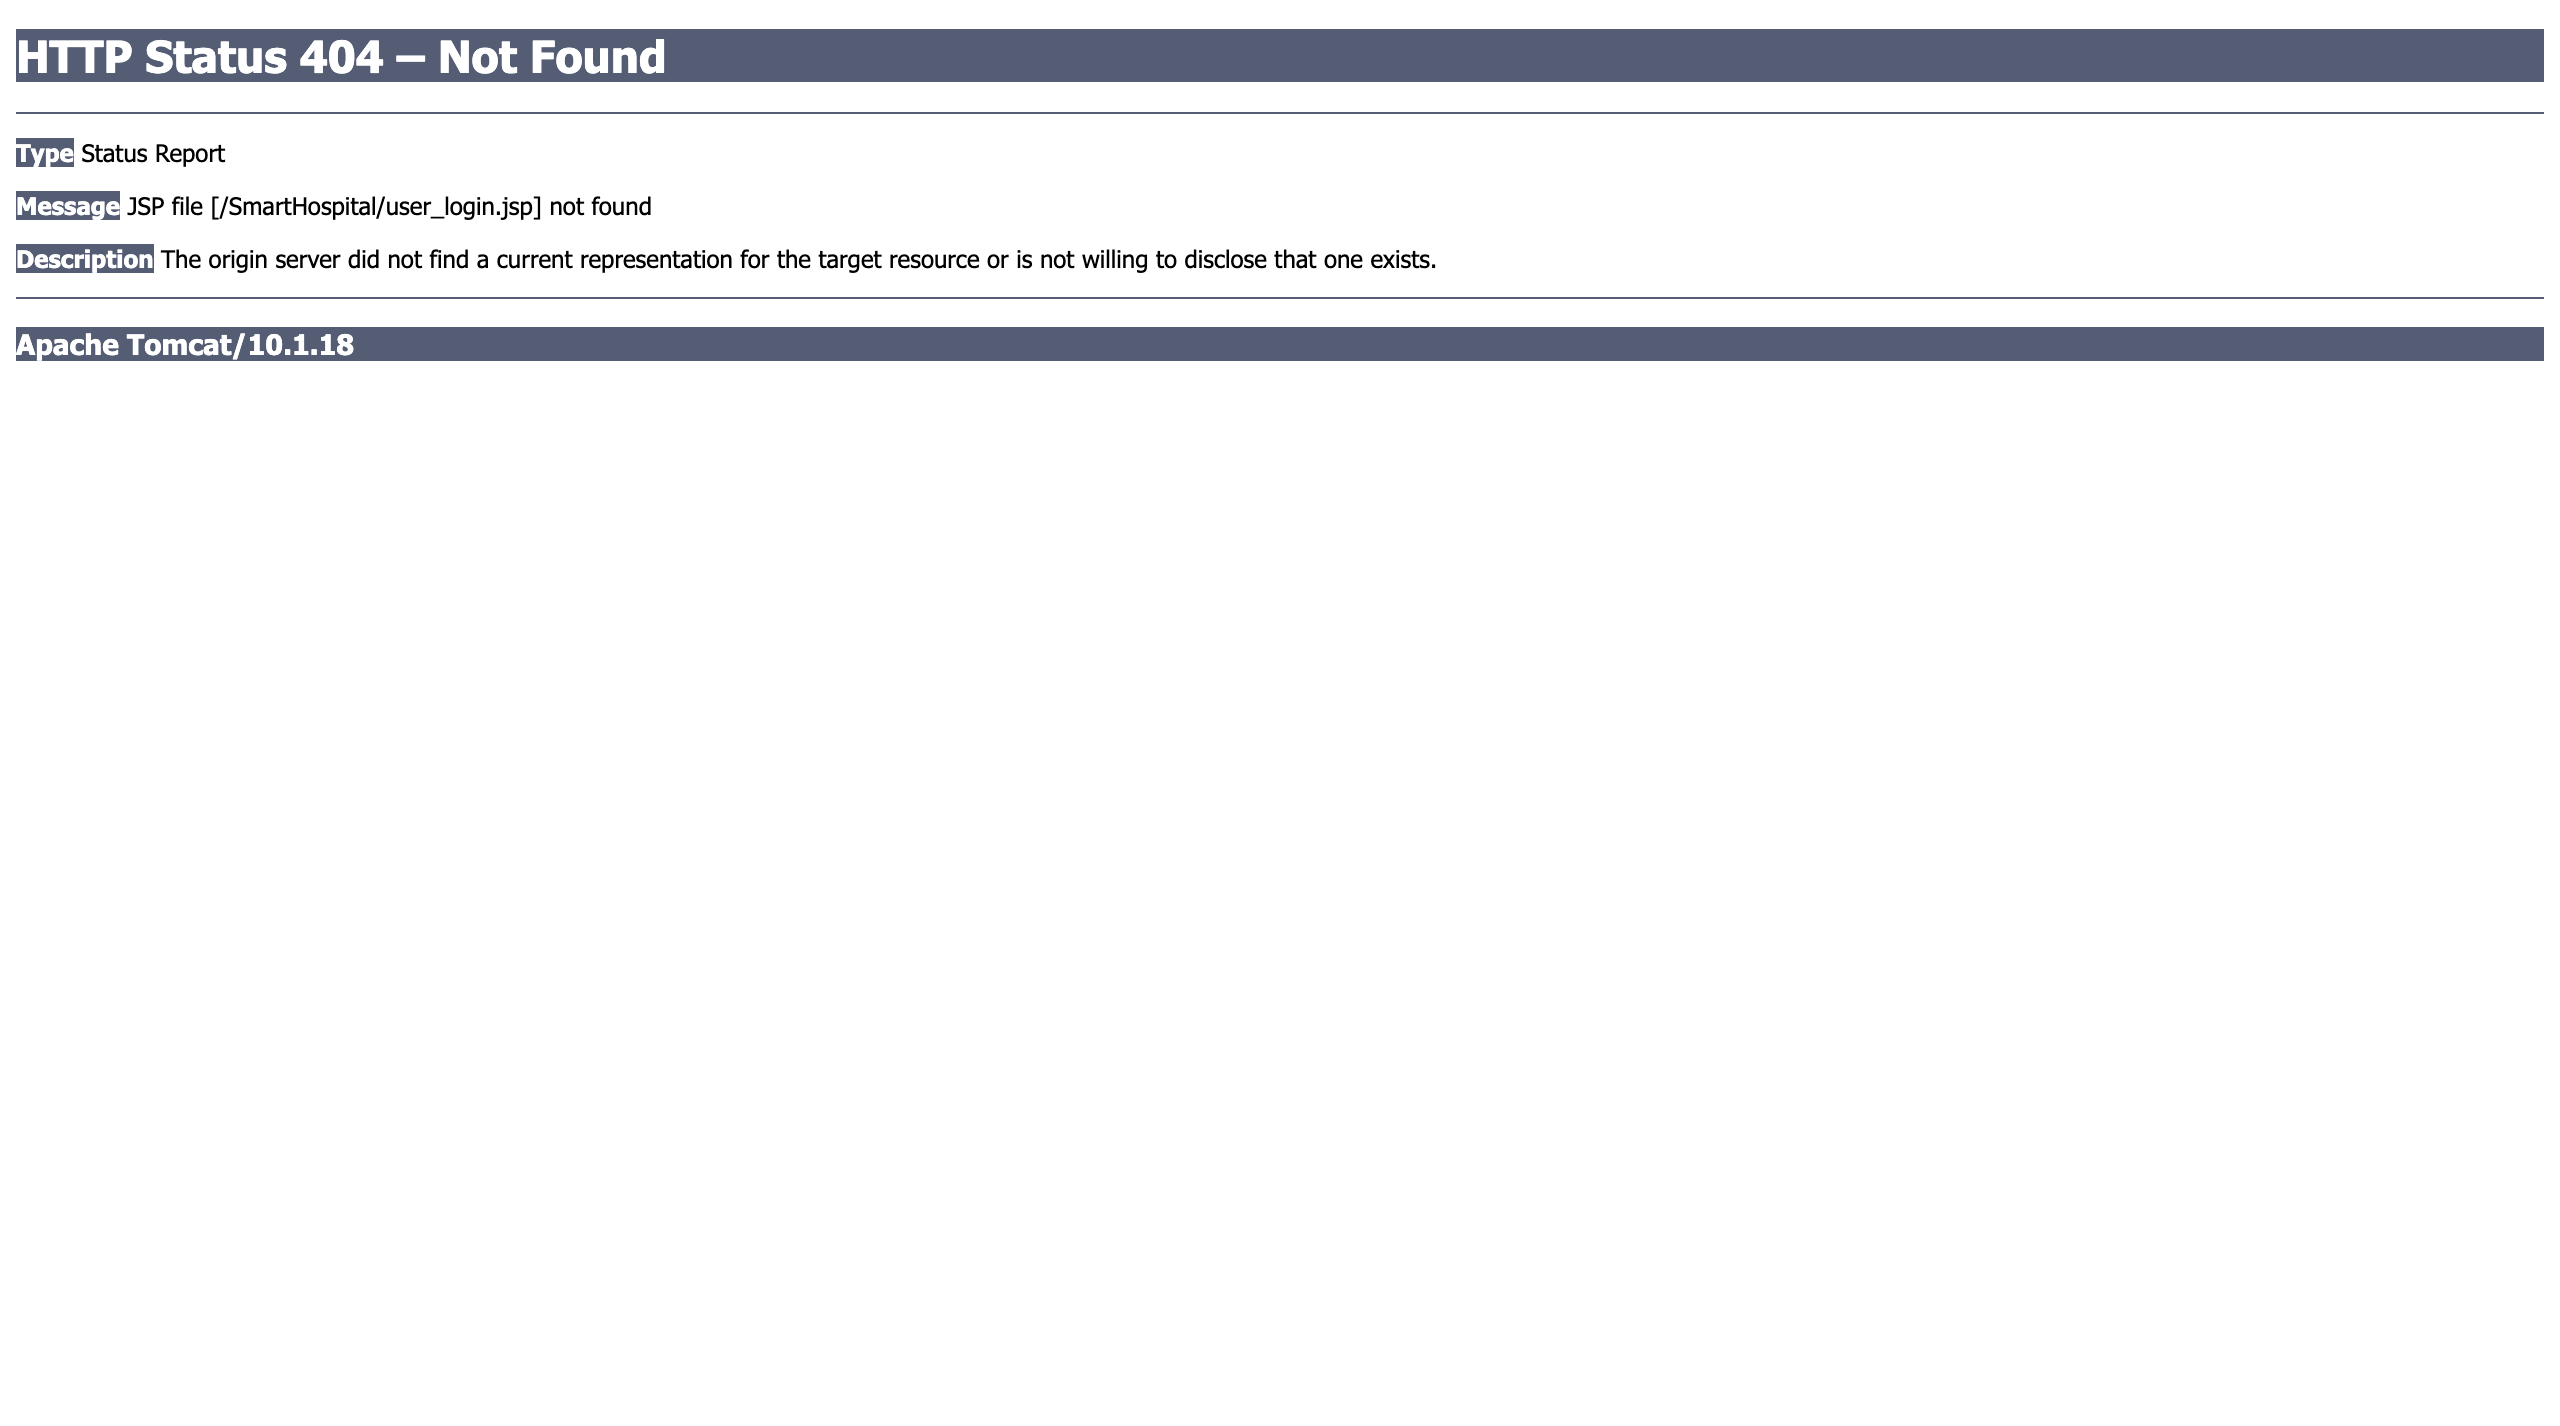 HTTP Status 404 – Not Found
Type Status Report
Message JSP file [/SmartHospital/user_login.jsp] not found
Description The origin server did not find a current representation for the target resource or is not willing to disclose that one exists.
Apache Tomcat/10.1.18